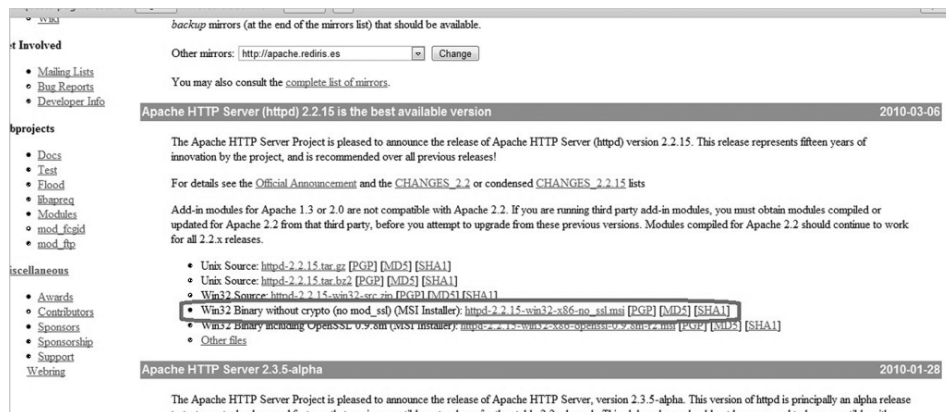 Wiki
et Involved
Mailing Lists
Bug Reports
Developer Info
bprojects
Docs
Test
Flood
libapreq
Modules
mod_fcgid
mod_ftp
iscellaneous
Awards
Contributors
Sponsors
Sponsorship
Support
Webring
backup mirrors (at the end of the mirrors list) that should be available.
Other mirrors: http://apache.rediris.es Change
You may also consult the complete list of mirrors.
Apache HTTP Server (httpd) 2.2.15 is the best available version 2010-03-06
The Apache HTTP Server Project is pleased to announce the release of Apache HTTP Server (httpd) version 2.2.15. This release represents fifteen years of
innovation by the project, and is recommended over all previous releases!
For details see the Official Announcement and the CHANGES_2.2 or condensed CHANGES_2.2.15 lists
Add-in modules for Apache 1.3 or 2.0 are not compatible with Apache 2.2. If you are running third party add-in modules, you must obtain modules compiled or
updated for Apache 2.2 from that third party, before you attempt to upgrade from these previous versions. Modules compiled for Apache 2.2 should continue to work
for all 2.2.x releases.
Unix Source: httpd-2.2.15.tar.gz [PGP] [MD5] [SHA1]
Unix Source: httpd-2.2.15.tar.bz2 [PGP] [MD5] [SHA1]
Win32 Source: httpd-2.2.15-win32-src.zip [PGP] [MD5] [SHA1]
Win32 Binary without crypto (no mod_ssl) (MSI Installer): httpd-2.2.15-win32-x86-no_ssl.msi [PGP] [MD5] [SHA1]
Win32 Binary including OpenSSL 0.9.8m (MSI Installer): httpd-2.2.15-win32-x86-openssl-0.9.8m-r2.msi [PGP] [MD5] [SHA1]
Other files
Apache HTTP Server 2.3.5-alpha 2010-01-28
The Apache HTTP Server Project is pleased to announce the release of Apache HTTP Server, version 2.3.5-alpha. This version of httpd is principally an alpha release